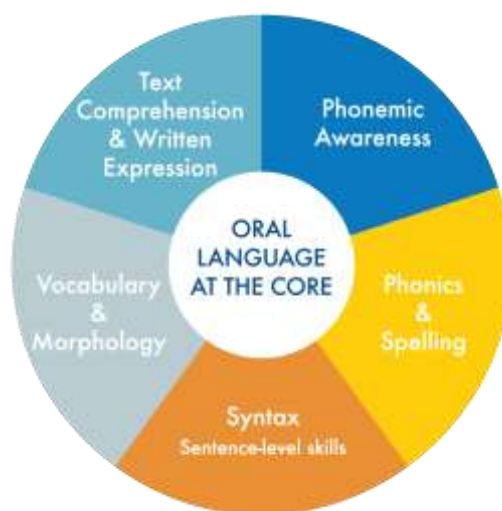 Text
Comprehension
& Written
Expression
Phonemic
Awareness
ORAL
LANGUAGE
AT THE CORE
Vocabulary
&
Morphology
Phonics
&
Spelling
Syntax
Sentence-level skills